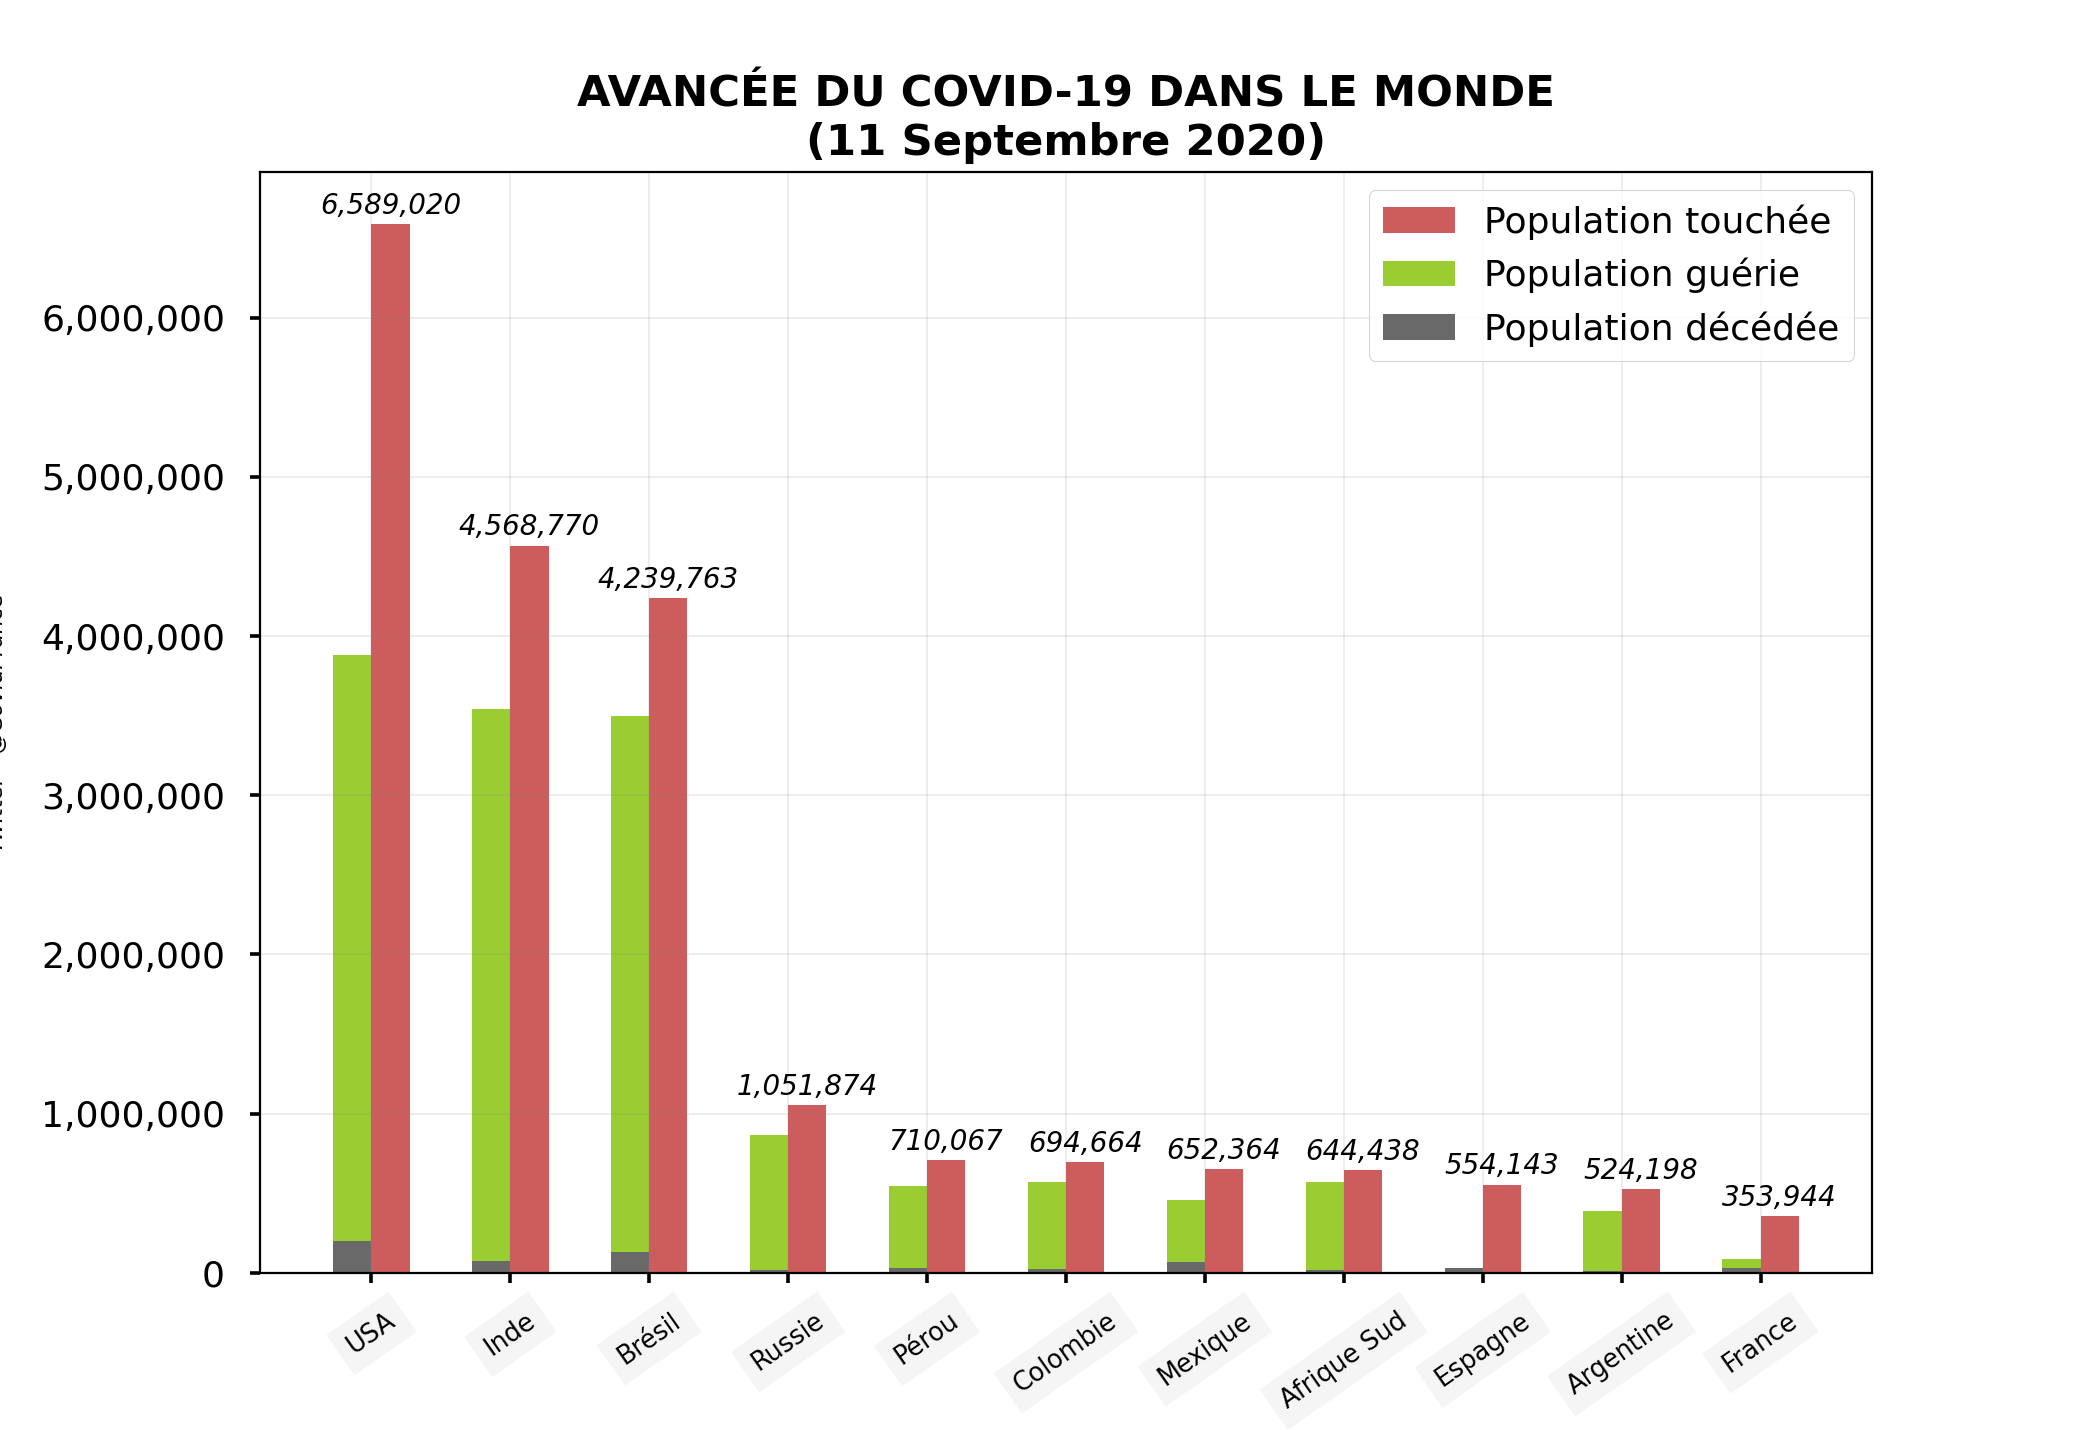 AVANCÉE DU COVID-19 DANS LE MONDE
(11 Septembre 2020)
Population touchée
Population guérie
Population décédée
6,589,020
4,568,770
4,239,763
1,051,874
710,067
694,664
652,364
644,438
554,143
524,198
353,944
6,000,000
5,000,000
4,000,000
3,000,000
2,000,000
1,000,000
0
USA
Inde
Brésil
Russie
Pérou
Colombie
Mexique
Afrique Sud
Espagne
Argentine
France